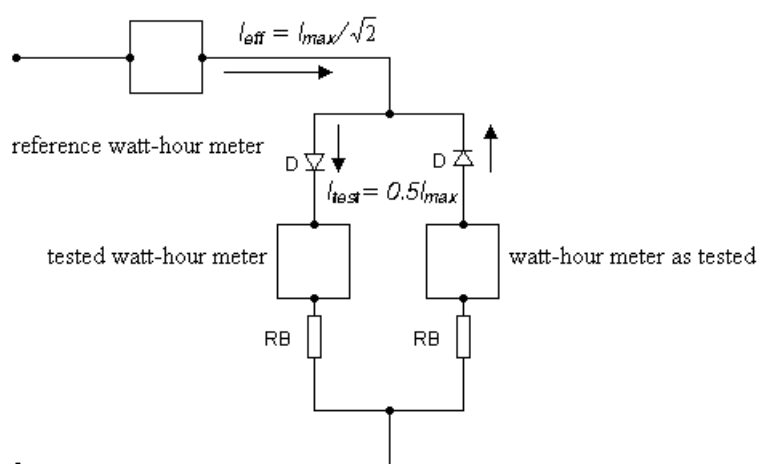 I_eff = I_max/√2
reference watt-hour meter
D
D
I_test = 0.5I_max
tested watt-hour meter
watt-hour meter as tested
RB
RB